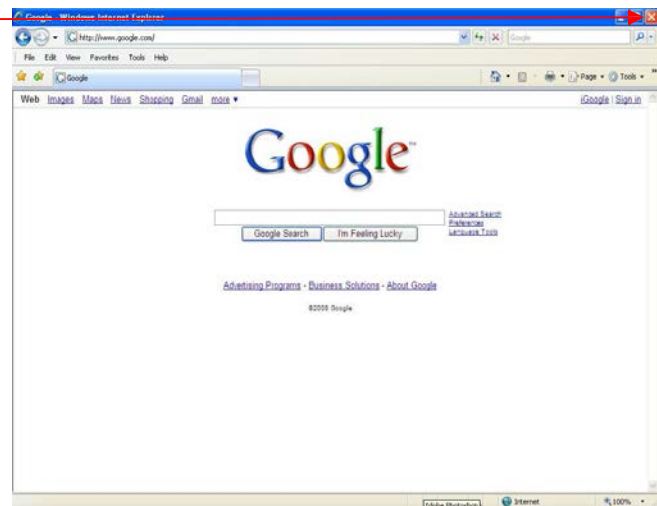 Google - Windows Internet Explorer
http://www.google.com/
Google
File Edit View Favorites Tools Help
Google
Page Tools
Web Images Maps News Shopping Gmail more
iGoogle | Sign in
Google™
Advanced Search
Preferences
Language Tools
Google Search I'm Feeling Lucky
Advertising Programs - Business Solutions - About Google
©2008 Google
Internet 100%